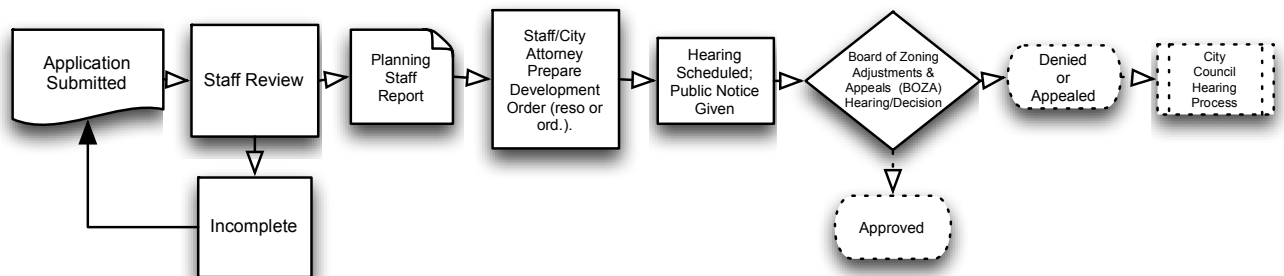 Application
Submitted
Staff Review
Incomplete
Planning
Staff
Report
Staff/City
Attorney
Prepare
Development
Order (reso or
ord.).
Hearing
Scheduled;
Public Notice
Given
Board of Zoning
Adjustments &
Appeals (BOZA)
Hearing/Decision
Approved
Denied
or
Appealed
City
Council
Hearing
Process